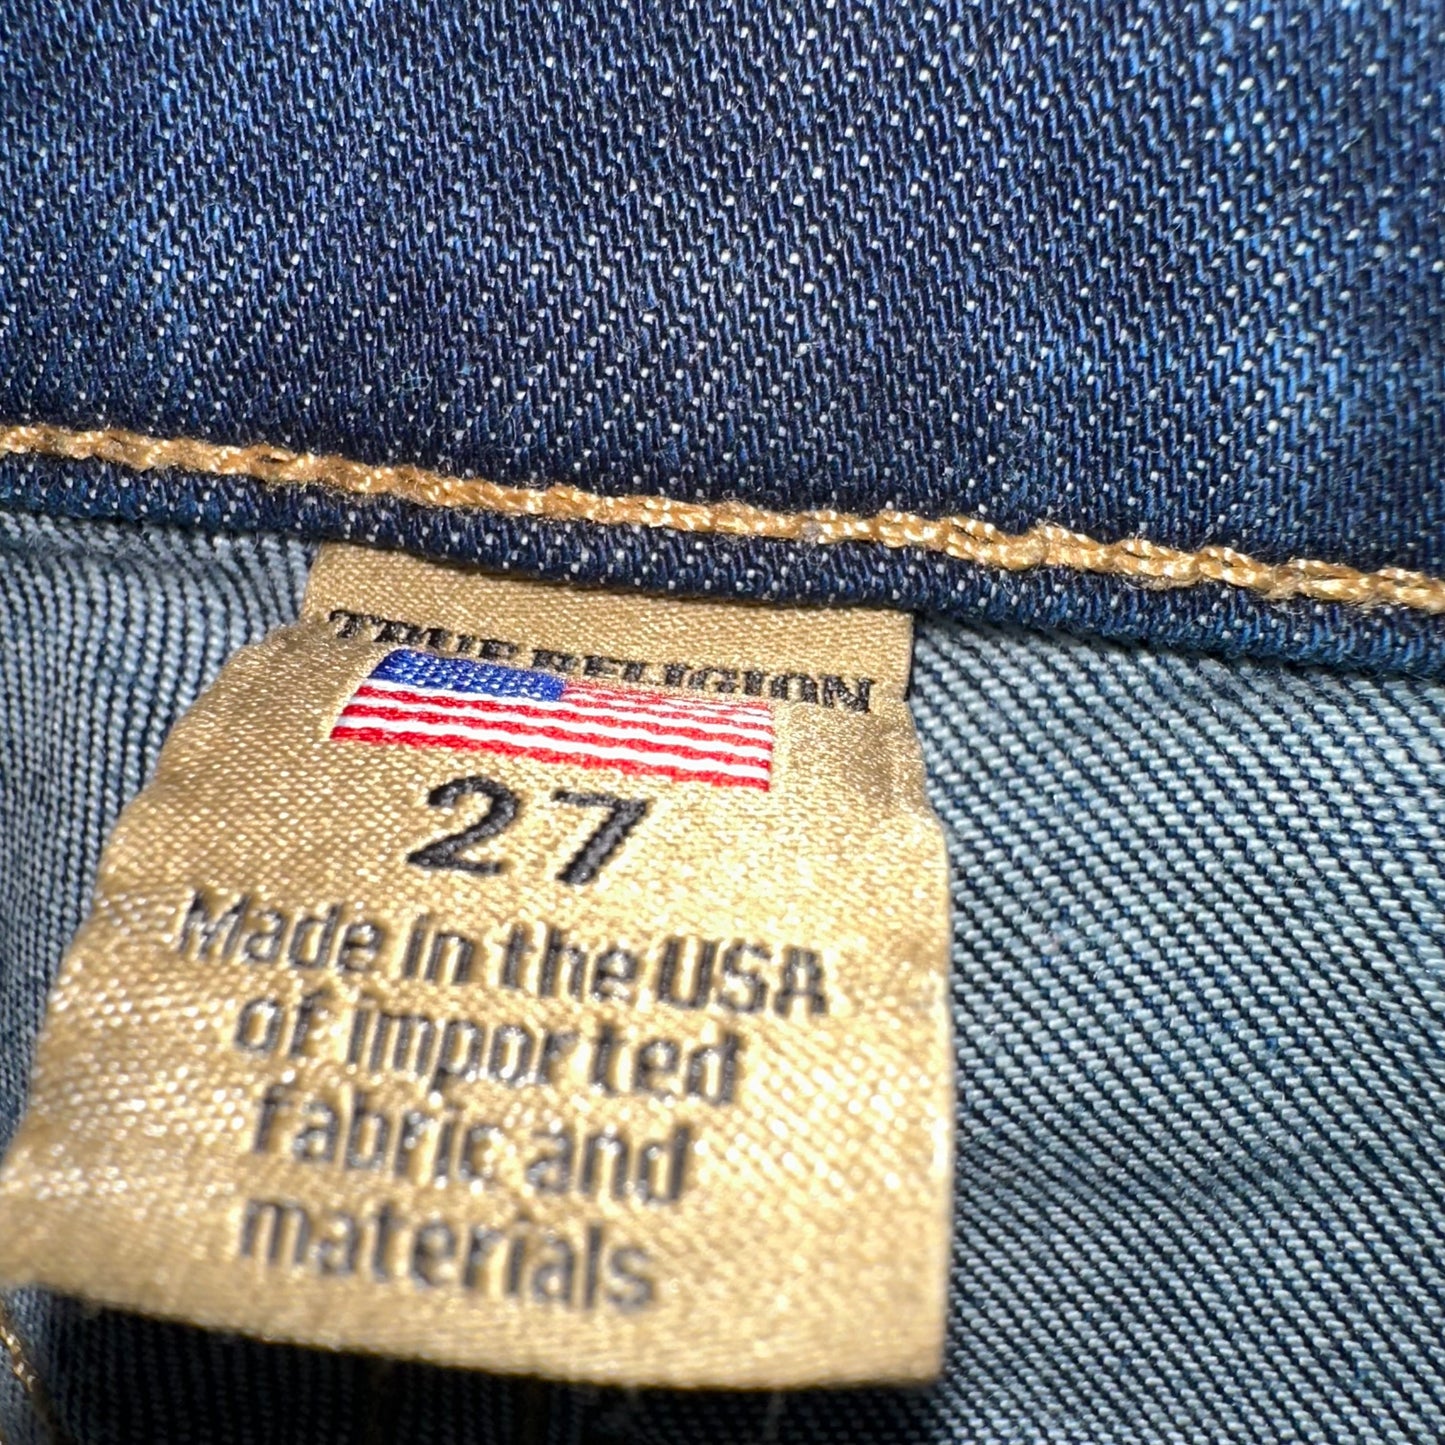 TRUE RELIGION
27
Made in the USA
of imported
fabric and
materials